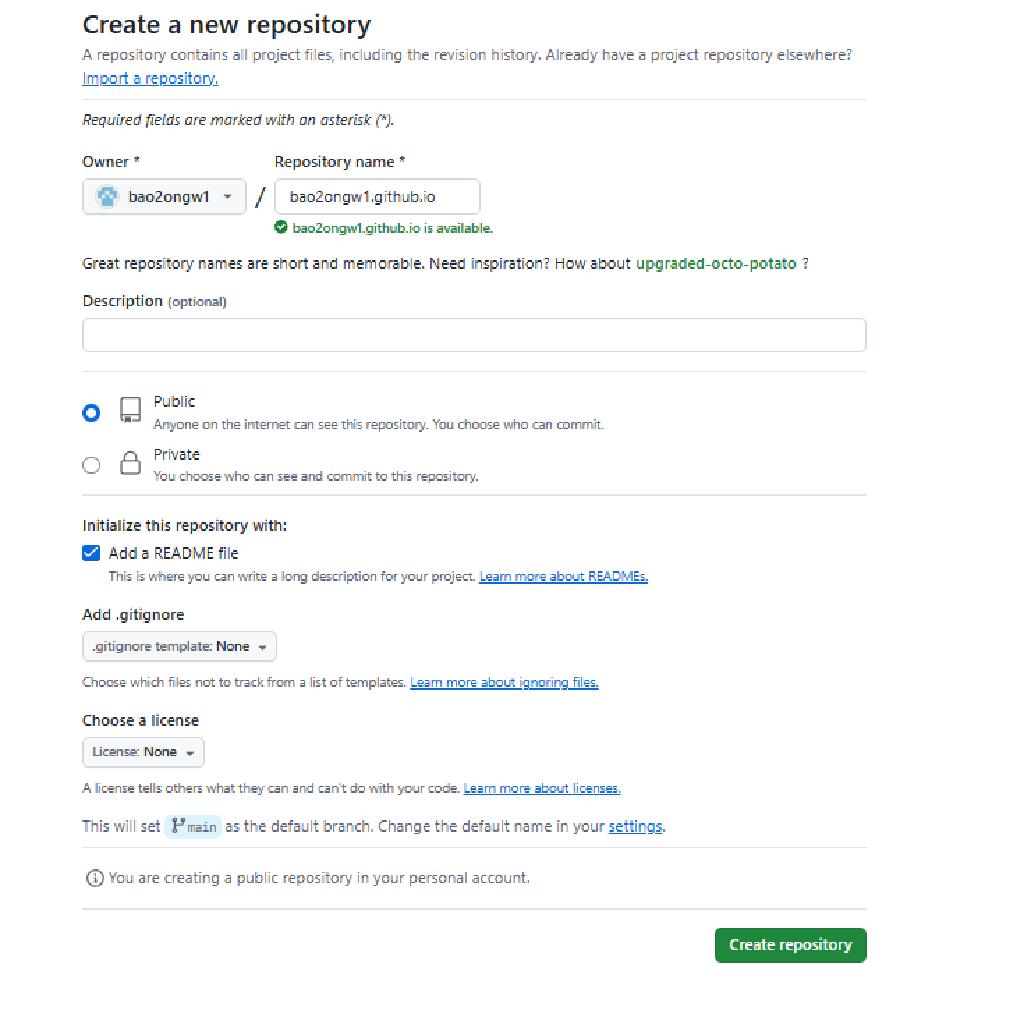 Create a new repository
A repository contains all project files, including the revision history. Already have a project repository elsewhere?
Import a repository.
Required fields are marked with an asterisk (*).
Owner * Repository name *
bao2ongw1 / bao2ongw1.github.io
bao2ongw1.github.io is available.
Great repository names are short and memorable. Need inspiration? How about upgraded-octo-potato ?
Description (optional)
Public
Anyone on the internet can see this repository. You choose who can commit.
Private
You choose who can see and commit to this repository.
Initialize this repository with:
Add a README file
This is where you can write a long description for your project. Learn more about READMEs.
Add .gitignore
.gitignore template: None
Choose which files not to track from a list of templates. Learn more about ignoring files.
Choose a license
License: None
A license tells others what they can and can't do with your code. Learn more about licenses.
This will set main as the default branch. Change the default name in your settings.
You are creating a public repository in your personal account.
Create repository